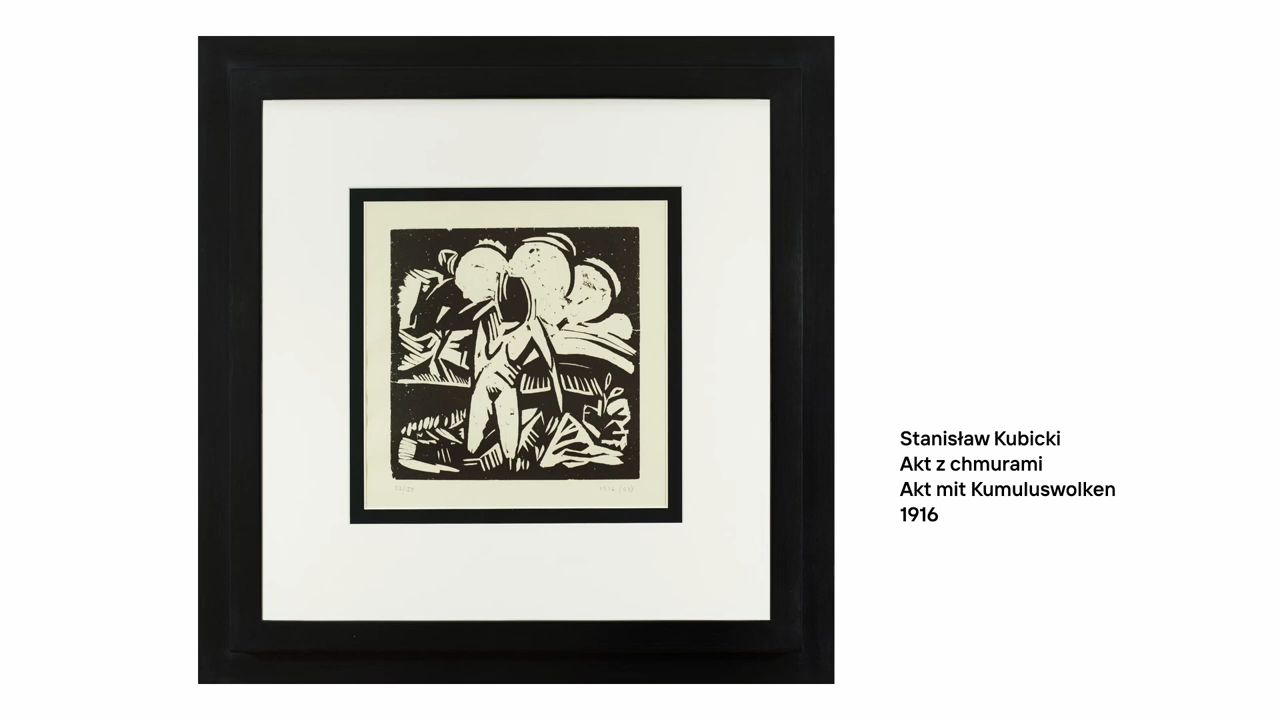 Stanisław Kubicki
Akt z chmurami
Akt mit Kumuluswolken
1916